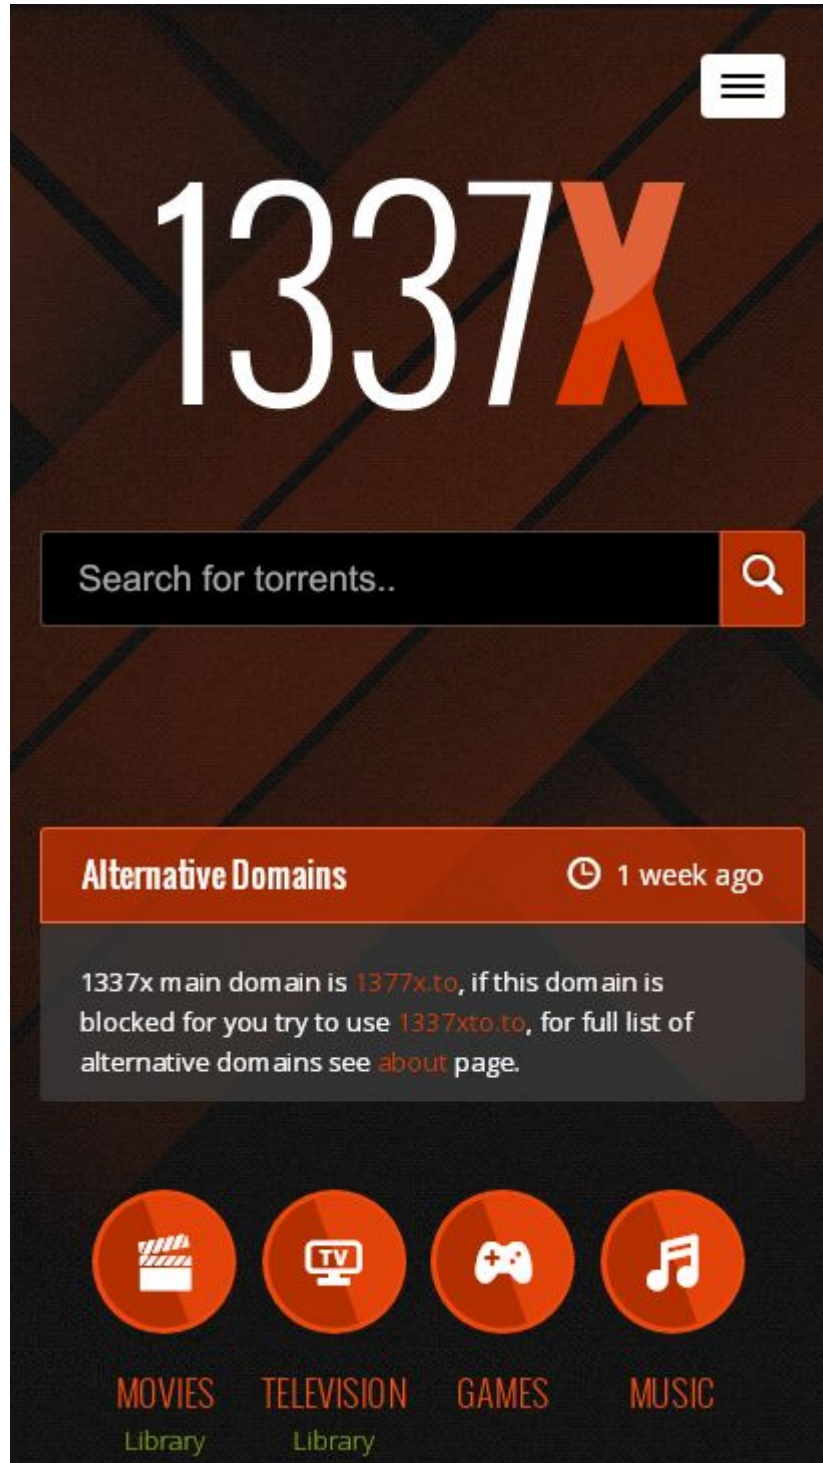 1337X
Search for torrents..
Alternative Domains
1 week ago
1337x main domain is 1377x.to, if this domain is
blocked for you try to use 1337xto.to, for full list of
alternative domains see about page.
TV
MOVIES TELEVISION GAMES MUSIC
Library Library